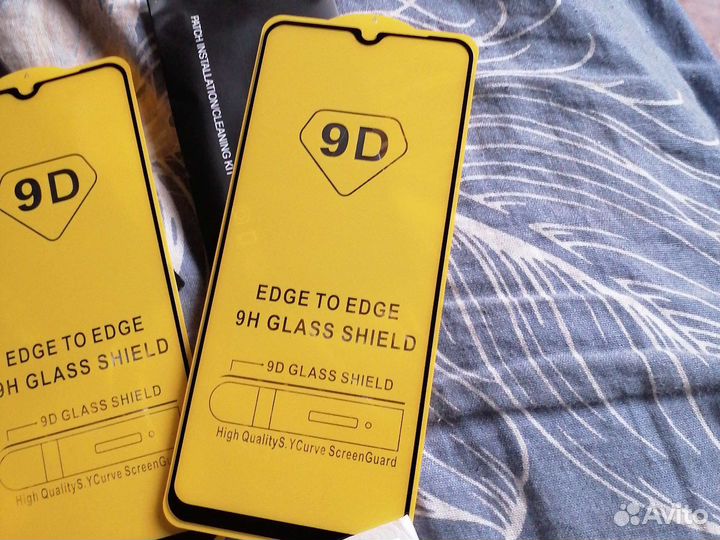 PATCH INSTALLATION/CLEANING KIT
9D
EDGE TO EDGE
9H GLASS SHIELD
9D GLASS SHIELD
High QualityS.YCurve ScreenGuard
9D
EDGE TO EDGE
9H GLASS SHIELD
9D GLASS SHIELD
High QualityS.YCurve ScreenGuard
Avito